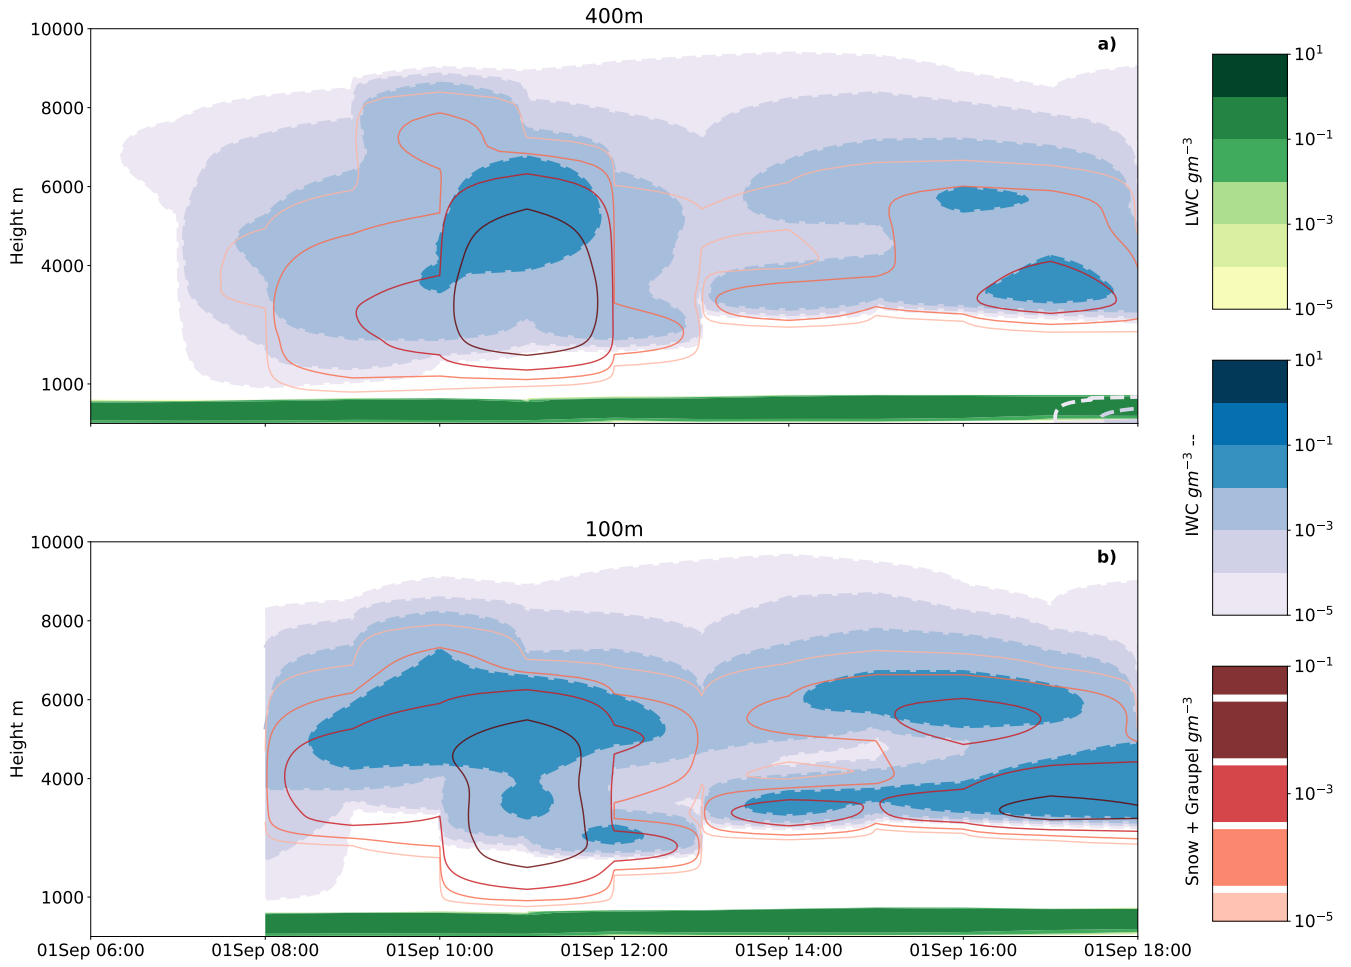 400m
a)
10000
8000
6000
4000
1000
Height m
100m
b)
10000
8000
6000
4000
1000
Height m
01Sep 06:00
01Sep 08:00
01Sep 10:00
01Sep 12:00
01Sep 14:00
01Sep 16:00
01Sep 18:00
LWC gm⁻³
10¹
10⁻¹
10⁻³
10⁻⁵
IWC gm⁻³ --
10¹
10⁻¹
10⁻³
10⁻⁵
Snow + Graupel gm⁻³
10⁻¹
10⁻³
10⁻⁵